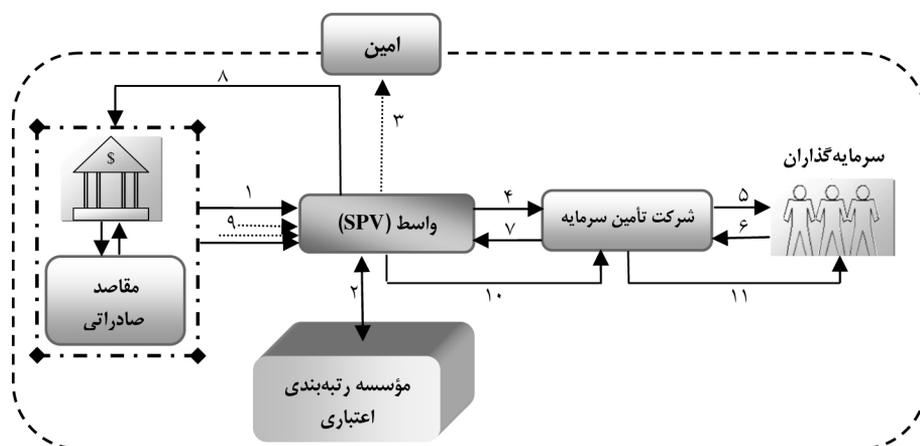 امین
۸
۳
$
سرمایه‌گذاران
۱
۹
واسط (SPV)
۴
۷
شرکت تأمین سرمایه
۵
۶
مقاصد
صادراتی
۲
۱۰
۱۱
مؤسسه رتبه‌بندی
اعتباری